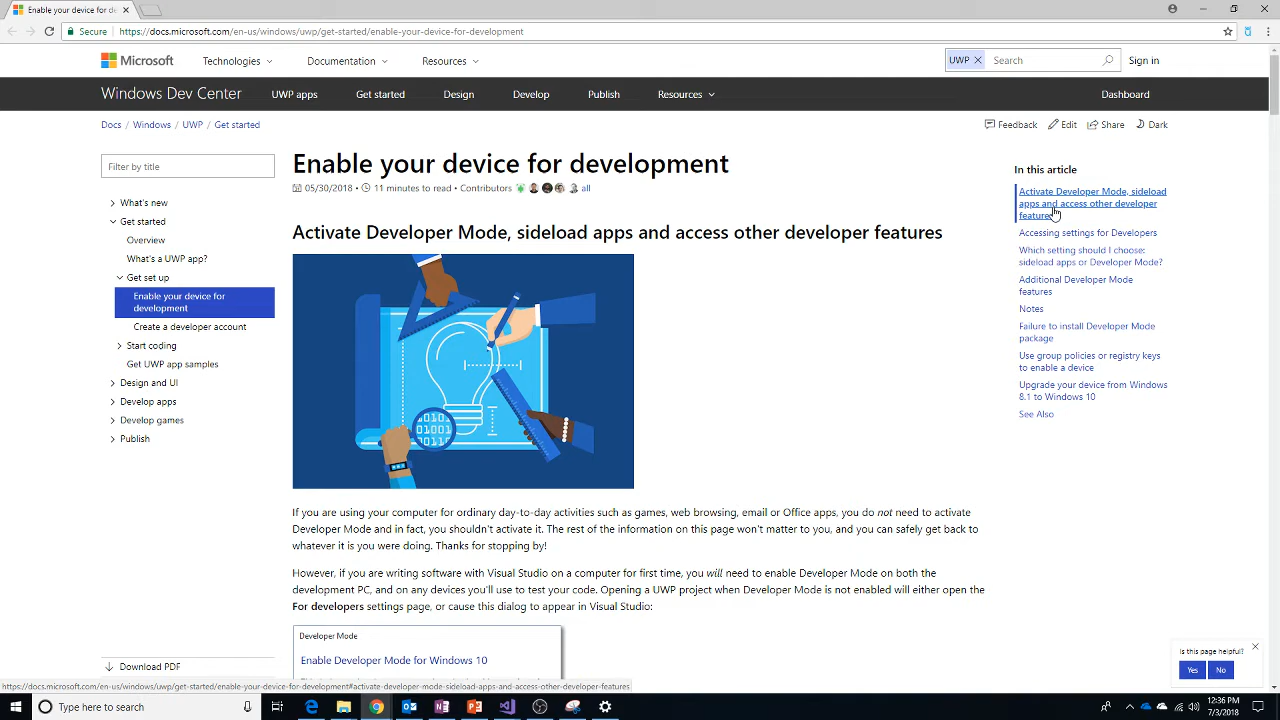 Enable your device for de
Secure
https://docs.microsoft.com/en-us/windows/uwp/get-started/enable-your-device-for-development
Microsoft
Technologies
Documentation
Resources
UWP
Search
Sign in
Windows Dev Center
UWP apps
Get started
Design
Develop
Publish
Resources
Dashboard
Docs / Windows / UWP / Get started
Feedback
Edit
Share
Dark
Filter by title
What's new
Get started
Overview
What's a UWP app?
Get set up
Enable your device for
development
Create a developer account
Start coding
Get UWP app samples
Design and UI
Develop apps
Develop games
Publish
Download PDF
Enable your device for development
05/30/2018 • 11 minutes to read • Contributors all
Activate Developer Mode, sideload apps and access other developer features
01010
01001
If you are using your computer for ordinary day-to-day activities such as games, web browsing, email or Office apps, you do not need to activate
Developer Mode and in fact, you shouldn't activate it. The rest of the information on this page won't matter to you, and you can safely get back to
whatever it is you were doing. Thanks for stopping by!
However, if you are writing software with Visual Studio on a computer for first time, you will need to enable Developer Mode on both the
development PC, and on any devices you'll use to test your code. Opening a UWP project when Developer Mode is not enabled will either open the
For developers settings page, or cause this dialog to appear in Visual Studio:
Developer Mode
Enable Developer Mode for Windows 10
In this article
Activate Developer Mode, sideload
apps and access other developer
features
Accessing settings for Developers
Which setting should I choose:
sideload apps or Developer Mode?
Additional Developer Mode
features
Notes
Failure to install Developer Mode
package
Use group policies or registry keys
to enable a device
Upgrade your device from Windows
8.1 to Windows 10
See Also
Is this page helpful?
Yes
No
https://docs.microsoft.com/en-us/windows/uwp/get-started/enable-your-device-for-development#activate-developer-mode-sideload-apps-and-access-other-developer-features
Type here to search
12:36 PM
7/3/2018